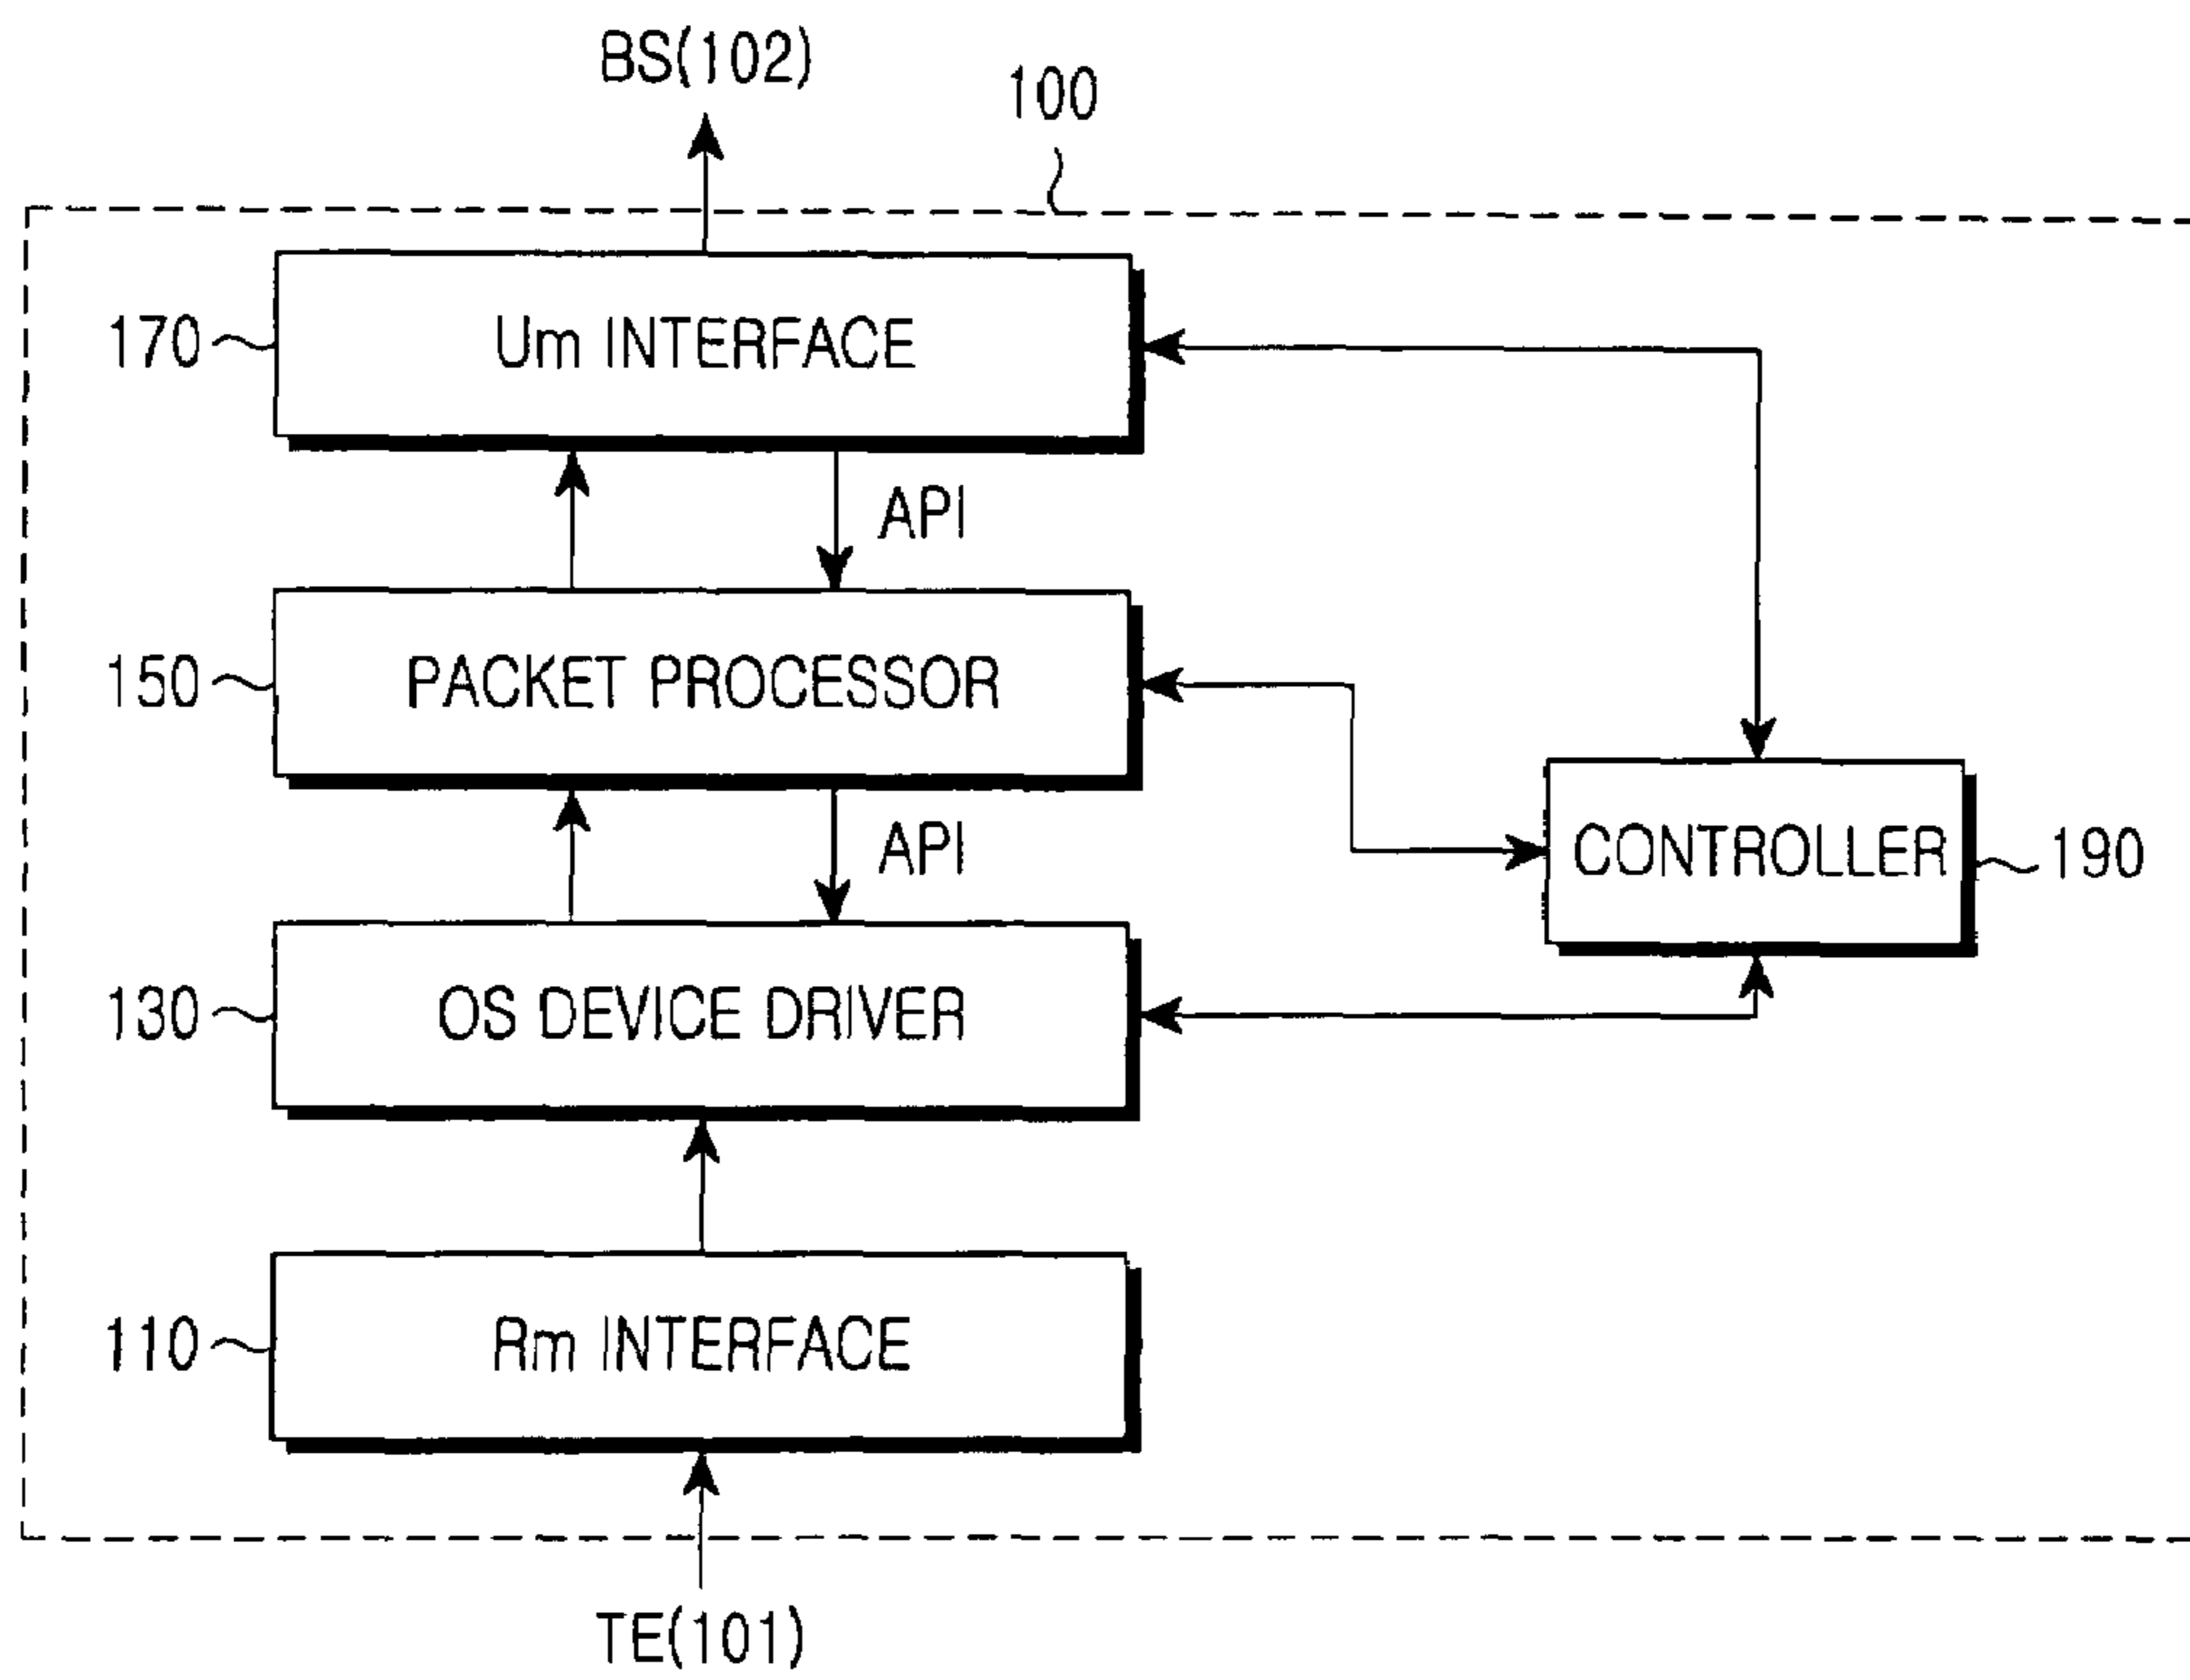 BS(102)
100
170
Um INTERFACE
API
150
PACKET PROCESSOR
API
CONTROLLER
190
130
OS DEVICE DRIVER
110
Rm INTERFACE
TE(101)